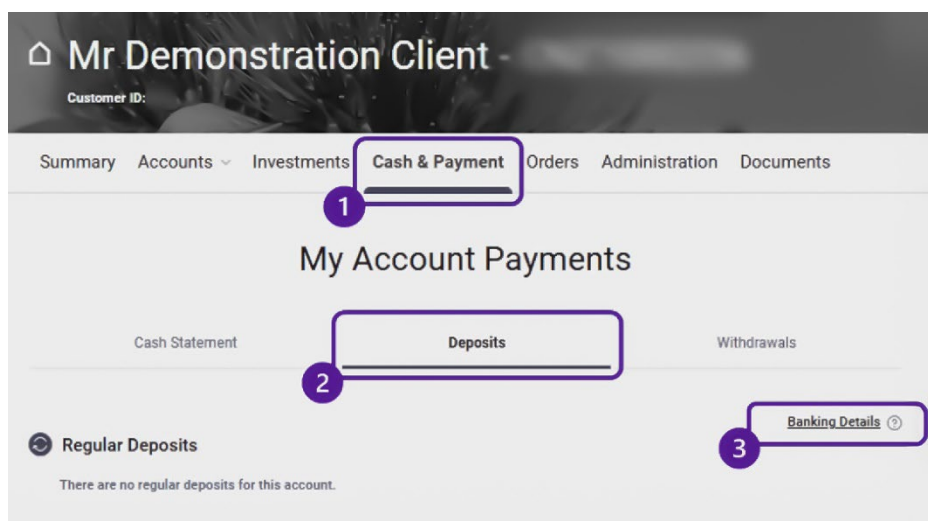 Mr Demonstration Client -
Customer ID:
Summary Accounts Investments Cash & Payment Orders Administration Documents
1
My Account Payments
Cash Statement Deposits Withdrawals
2
Banking Details ?
3
Regular Deposits
There are no regular deposits for this account.